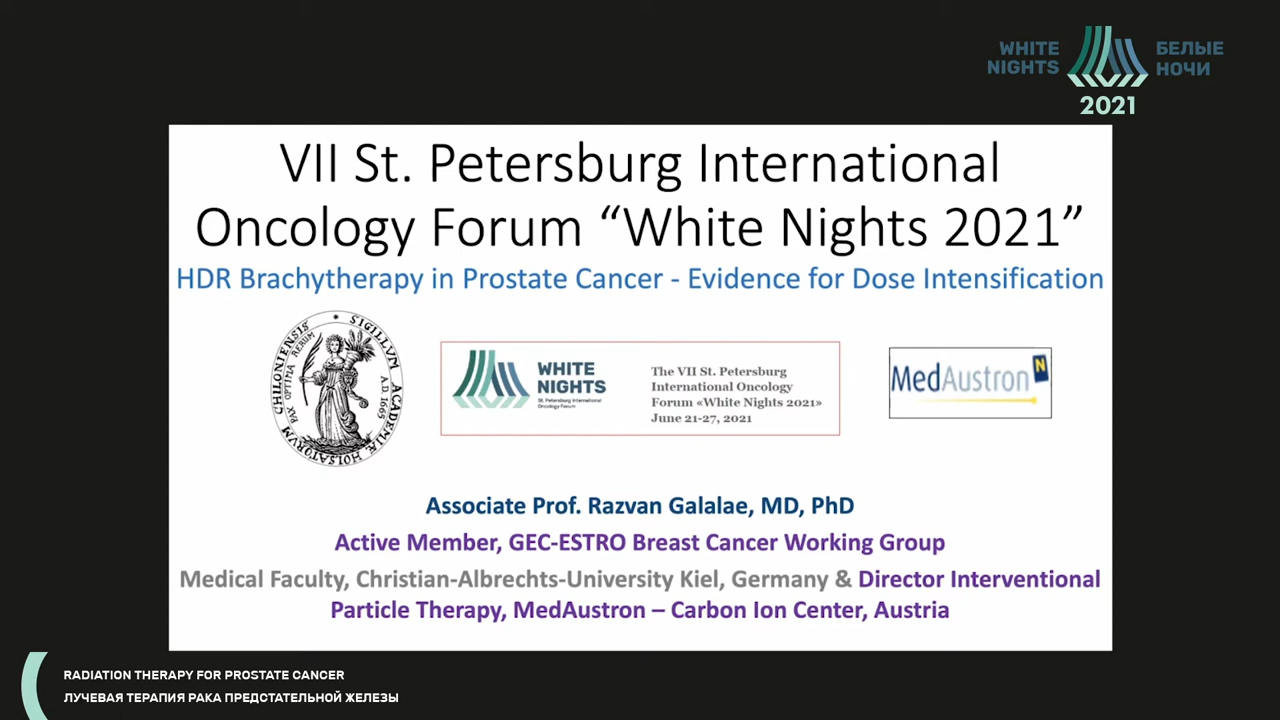 WHITE NIGHTS
БЕЛЫЕ НОЧИ
2021
VII St. Petersburg International
Oncology Forum “White Nights 2021”
HDR Brachytherapy in Prostate Cancer - Evidence for Dose Intensification
SIGILLVM ACADEMIÆ HOLSATORVM CHILONIENSIS
PAX OPTIMA RERUM
A.D. 1665
WHITE
NIGHTS
St. Petersburg International
Oncology Forum
The VII St. Petersburg
International Oncology
Forum «White Nights 2021»
June 21-27, 2021
MedAustron N
Associate Prof. Razvan Galalae, MD, PhD
Active Member, GEC-ESTRO Breast Cancer Working Group
Medical Faculty, Christian-Albrechts-University Kiel, Germany & Director Interventional
Particle Therapy, MedAustron – Carbon Ion Center, Austria
RADIATION THERAPY FOR PROSTATE CANCER
ЛУЧЕВАЯ ТЕРАПИЯ РАКА ПРЕДСТАТЕЛЬНОЙ ЖЕЛЕЗЫ